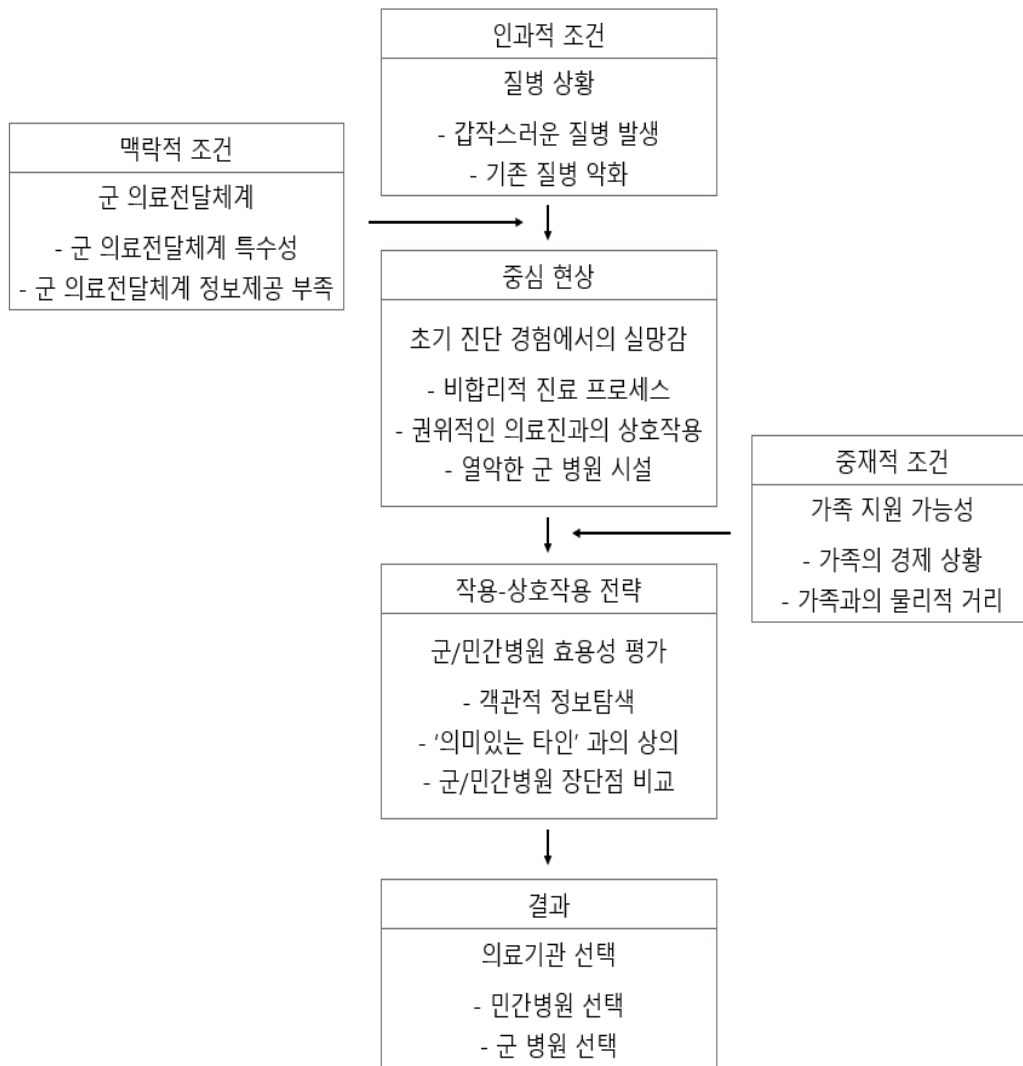 인과적 조건
질병 상황
- 갑작스러운 질병 발생
- 기존 질병 악화
맥락적 조건
군 의료전달체계
- 군 의료전달체계 특수성
- 군 의료전달체계 정보제공 부족
중심 현상
초기 진단 경험에서의 실망감
- 비합리적 진료 프로세스
- 권위적인 의료진과의 상호작용
- 열악한 군 병원 시설
중재적 조건
가족 지원 가능성
- 가족의 경제 상황
- 가족과의 물리적 거리
작용-상호작용 전략
군/민간병원 효용성 평가
- 객관적 정보탐색
- ‘의미있는 타인’ 과의 상의
- 군/민간병원 장단점 비교
결과
의료기관 선택
- 민간병원 선택
- 군 병원 선택